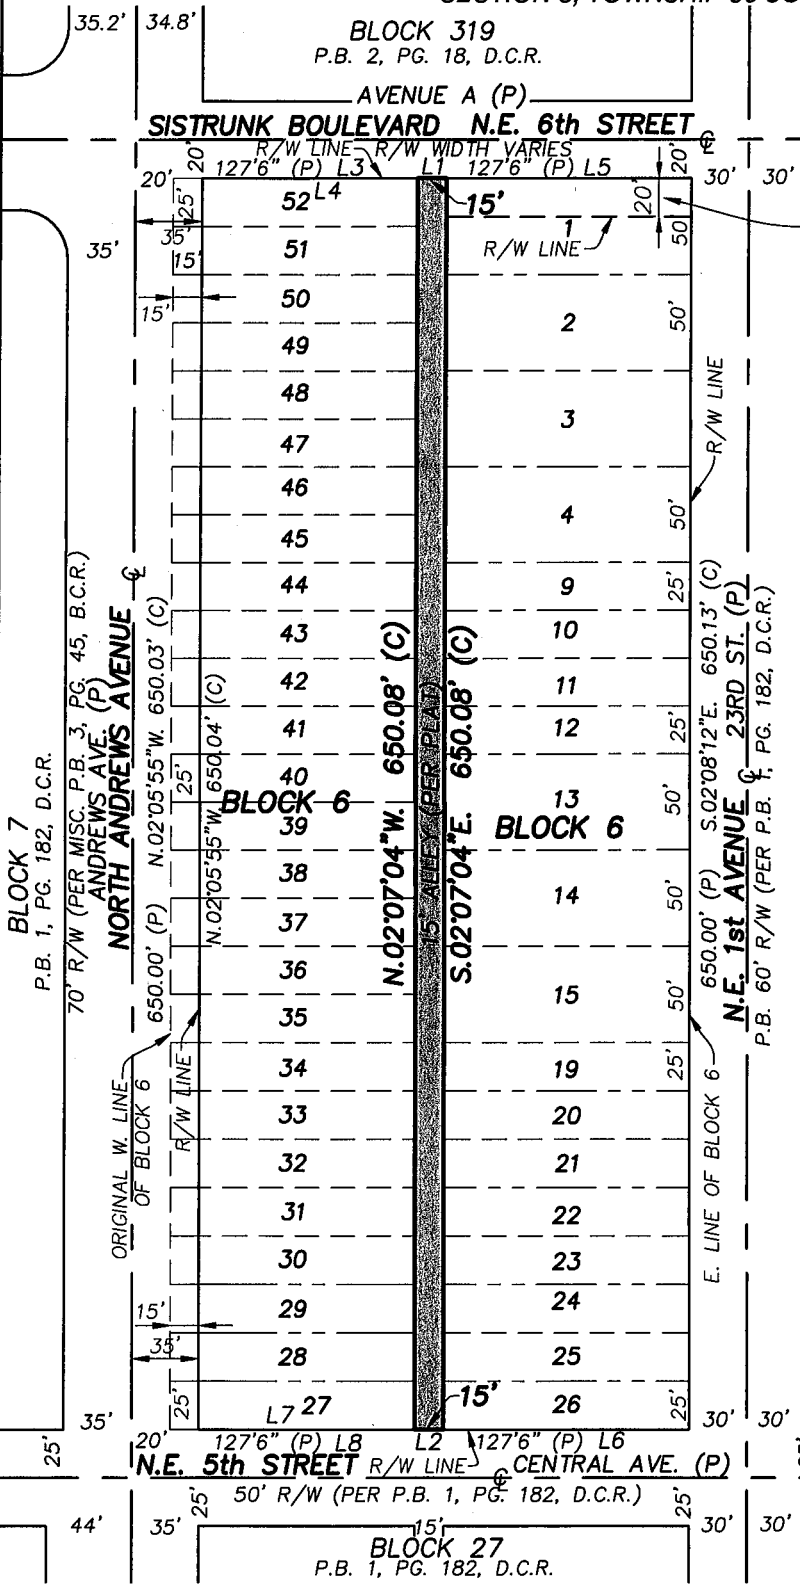 35.2' 34.8'
BLOCK 319
P.B. 2, PG. 18, D.C.R.
AVENUE A (P)
SISTRUNK BOULEVARD N.E. 6th STREET
R/W LINE R/W WIDTH VARIES
20' 127'6" (P) L3 L1 127'6" (P) L5 20' ℄
20' 25' 52 L4 15' 20' 30' 30'
35' 35' 51 1 50'
15' R/W LINE
15' 50
49 2 50'
48
47 3 R/W LINE
46
45 4 50'
44 9 25'
43 10
42 11
41 12 25'
40 13 50'
BLOCK 6
39 BLOCK 6
38
37 14 50'
36
35 15 50'
34 19 25'
33 20
32 21
31 22
30 23
15' 29 24
35' 28 25
25' L7 27 15' 26 25'
BLOCK 7
P.B. 1, PG. 182, D.C.R.
70' R/W (PER MISC. P.B. 3, PG. 45, B.C.R.)
ANDREWS AVE. (P)
NORTH ANDREWS AVENUE ℄
650.00' (P) N.02°05'55"W. 650.03' (C)
25'
N.02°05'55"W. 650.04' (C)
N.02°07'04"W. 650.08' (C)
15' ALLEY (PER PLAT)
S.02°07'04"E. 650.08' (C)
650.00' (P) S.02°08'12"E. 650.13' (C)
N.E. 1st AVENUE ℄ 23RD ST. (P)
P.B. 60' R/W (PER P.B. 1, PG. 182, D.C.R.)
ORIGINAL W. LINE
OF BLOCK 6
R/W LINE
E. LINE OF BLOCK 6
35' 20' 127'6" (P) L8 L2 127'6" (P) L6 30' 30'
25' N.E. 5th STREET R/W LINE ℄ CENTRAL AVE. (P)
25' 50' R/W (PER P.B. 1, PG. 182, D.C.R.) 25'
44' 35' 15' 30' 30'
BLOCK 27
P.B. 1, PG. 182, D.C.R.